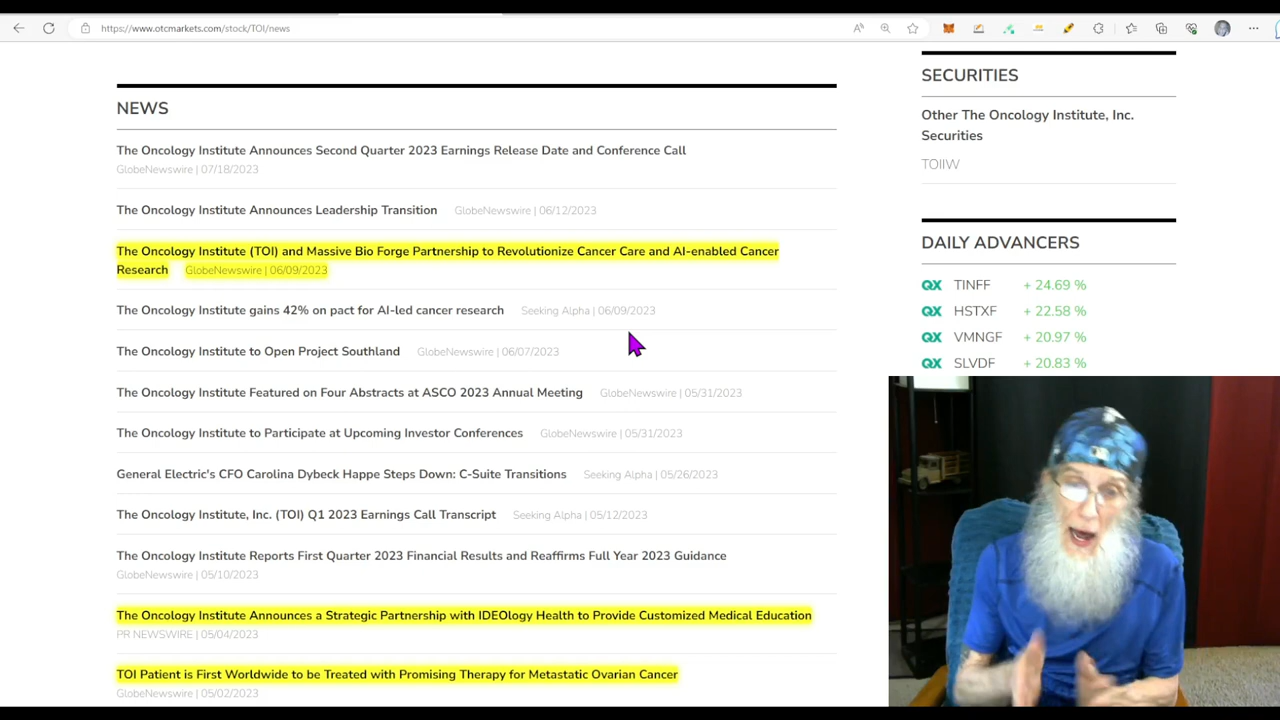 https://www.otcmarkets.com/stock/TOI/news
NEWS
The Oncology Institute Announces Second Quarter 2023 Earnings Release Date and Conference Call
GlobeNewswire | 07/18/2023
The Oncology Institute Announces Leadership Transition GlobeNewswire | 06/12/2023
The Oncology Institute (TOI) and Massive Bio Forge Partnership to Revolutionize Cancer Care and AI-enabled Cancer
Research GlobeNewswire | 06/09/2023
The Oncology Institute gains 42% on pact for AI-led cancer research Seeking Alpha | 06/09/2023
The Oncology Institute to Open Project Southland GlobeNewswire | 06/07/2023
The Oncology Institute Featured on Four Abstracts at ASCO 2023 Annual Meeting GlobeNewswire | 05/31/2023
The Oncology Institute to Participate at Upcoming Investor Conferences GlobeNewswire | 05/31/2023
General Electric's CFO Carolina Dybeck Happe Steps Down: C-Suite Transitions Seeking Alpha | 05/26/2023
The Oncology Institute, Inc. (TOI) Q1 2023 Earnings Call Transcript Seeking Alpha | 05/12/2023
The Oncology Institute Reports First Quarter 2023 Financial Results and Reaffirms Full Year 2023 Guidance
GlobeNewswire | 05/10/2023
The Oncology Institute Announces a Strategic Partnership with IDEOlogy Health to Provide Customized Medical Education
PR NEWSWIRE | 05/04/2023
TOI Patient is First Worldwide to be Treated with Promising Therapy for Metastatic Ovarian Cancer
GlobeNewswire | 05/02/2023
SECURITIES
Other The Oncology Institute, Inc.
Securities
TOIIW
DAILY ADVANCERS
QX TINFF + 24.69 %
QX HSTXF + 22.58 %
QX VMNGF + 20.97 %
QX SLVDF + 20.83 %